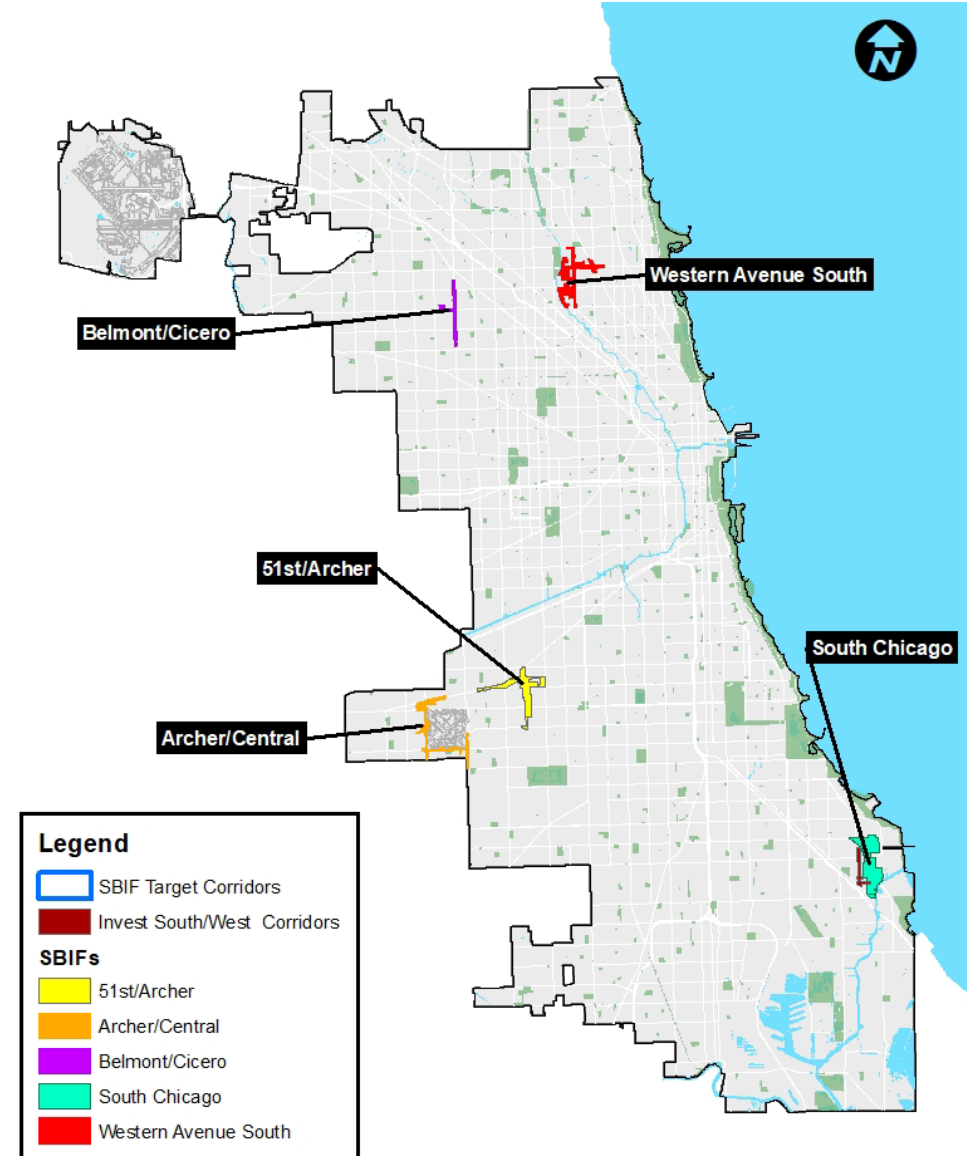 N
Western Avenue South
Belmont/Cicero
51st/Archer
South Chicago
Archer/Central
Legend
SBIF Target Corridors
Invest South/West Corridors
SBIFs
51st/Archer
Archer/Central
Belmont/Cicero
South Chicago
Western Avenue South